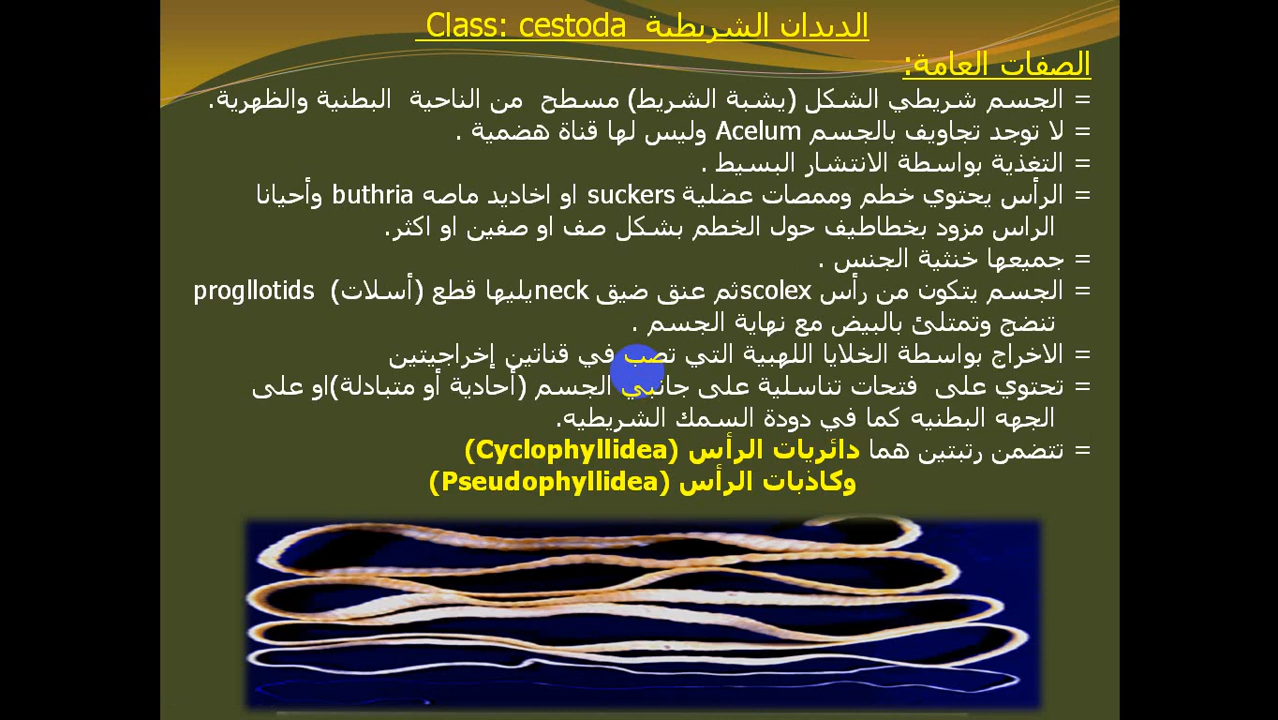 الديدان الشريطية Class: cestoda
الصفات العامة:
= الجسم شريطي الشكل (يشبة الشريط) مسطح من الناحية البطنية والظهرية.
= لا توجد تجاويف بالجسم Acelum وليس لها قناة هضمية .
= التغذية بواسطة الانتشار البسيط .
= الرأس يحتوي خطم وممصات عضلية suckers او اخاديد ماصه buthria وأحيانا
الراس مزود بخطاطيف حول الخطم بشكل صف او صفين او اكثر.
= جميعها خنثية الجنس .
= الجسم يتكون من رأس scolexثم عنق ضيق neckيليها قطع (أسلات) proglIotids
تنضج وتمتلئ بالبيض مع نهاية الجسم .
= الاخراج بواسطة الخلايا اللهبية التي تصب في قناتين إخراجيتين
= تحتوي على فتحات تناسلية على جانبي الجسم (أحادية أو متبادلة)او على
الجهه البطنيه كما في دودة السمك الشريطيه.
= تتضمن رتبتين هما دائريات الرأس (Cyclophyllidea)
وكاذبات الرأس (Pseudophyllidea)